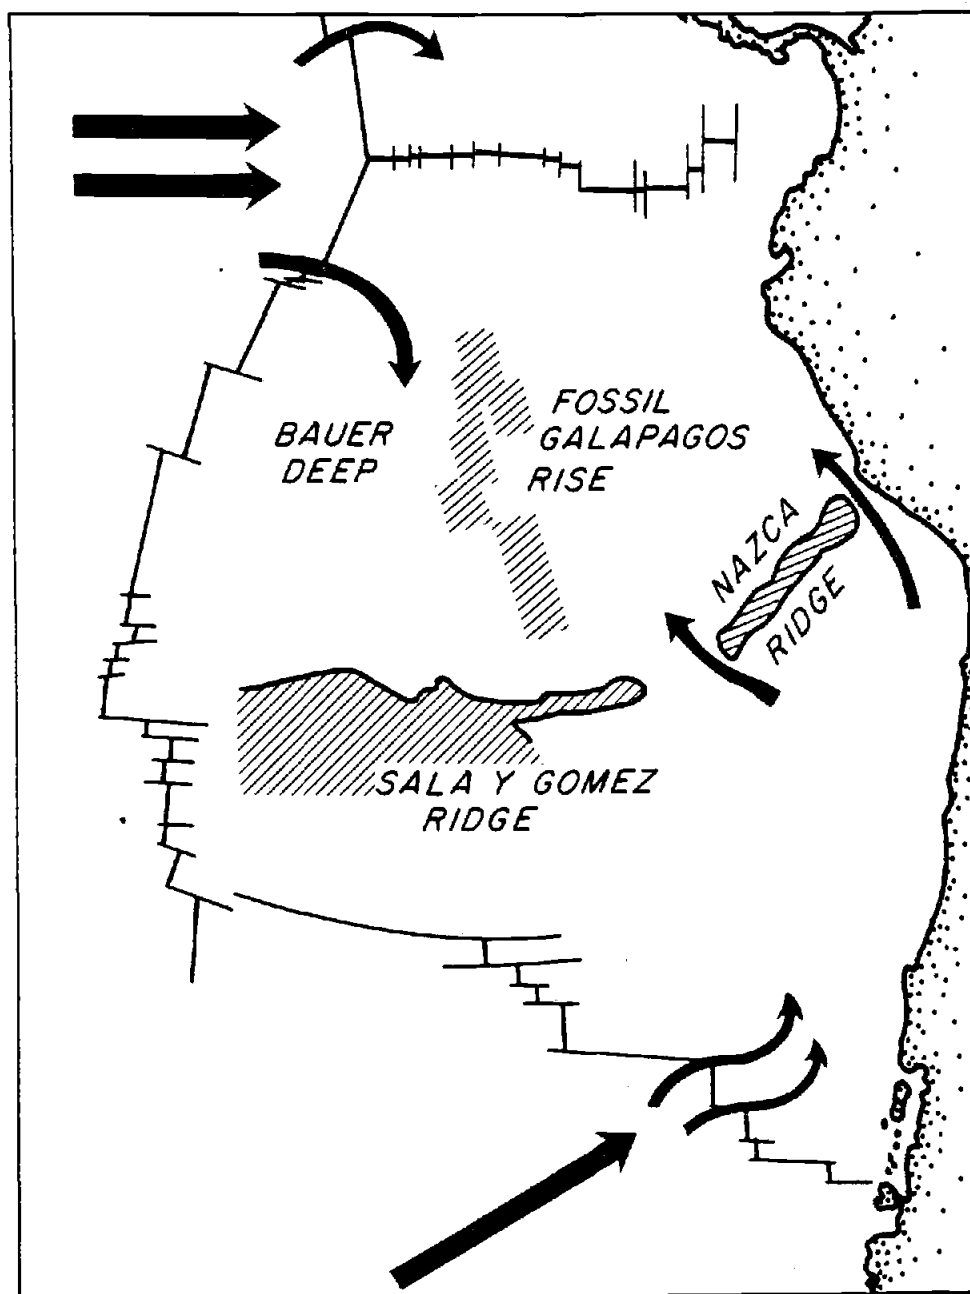 BAUER
DEEP
FOSSIL
GALAPAGOS
RISE
NAZCA
RIDGE
SALA Y GOMEZ
RIDGE